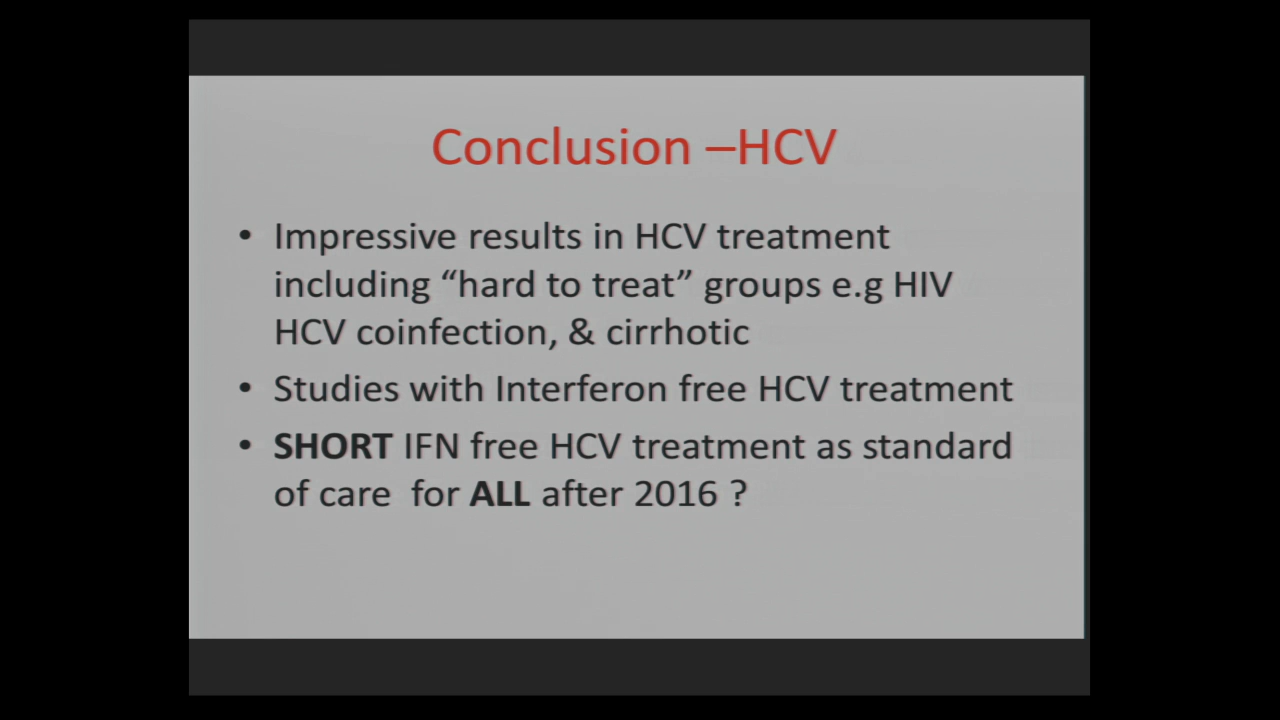 Conclusion –HCV
• Impressive results in HCV treatment
including “hard to treat” groups e.g HIV
HCV coinfection, & cirrhotic
• Studies with Interferon free HCV treatment
• SHORT IFN free HCV treatment as standard
of care  for ALL after 2016 ?